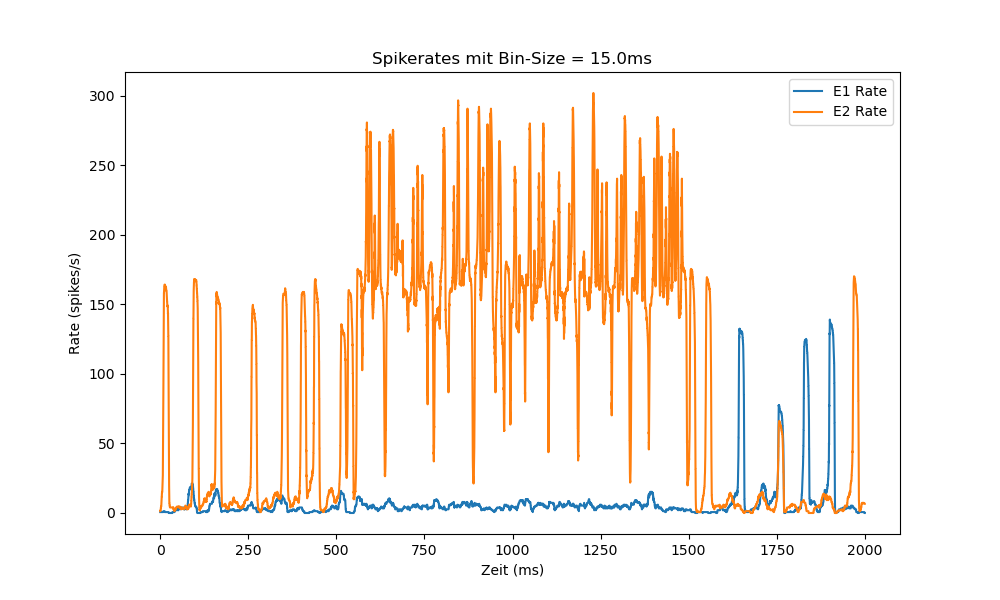 Spikerates mit Bin-Size = 15.0ms
E1 Rate
E2 Rate
300
250
200
150
100
50
0
Rate (spikes/s)
0 250 500 750 1000 1250 1500 1750 2000
Zeit (ms)